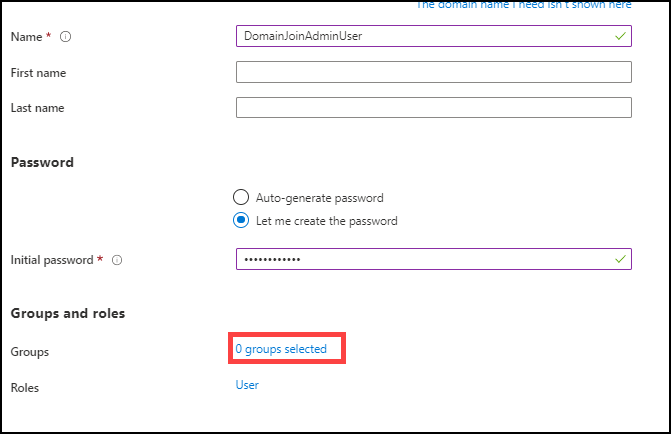 The domain name I need isn't shown here
Name * DomainJoinAdminUser
First name
Last name
Password
Auto-generate password
Let me create the password
Initial password * ••••••••••••
Groups and roles
Groups 0 groups selected
Roles User